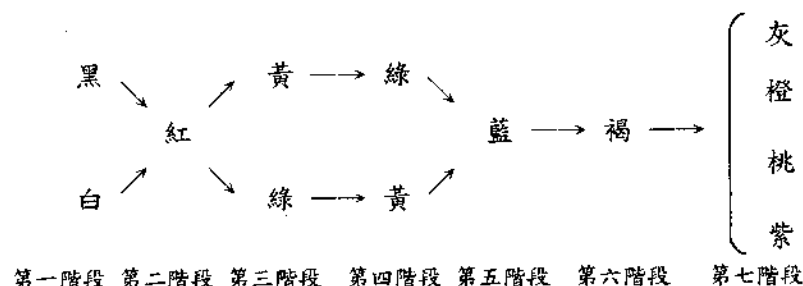 灰
黑 黃 綠 橙
紅 藍 褐
桃
白 綠 黃
紫
第一階段 第二階段 第三階段 第四階段 第五階段 第六階段 第七階段